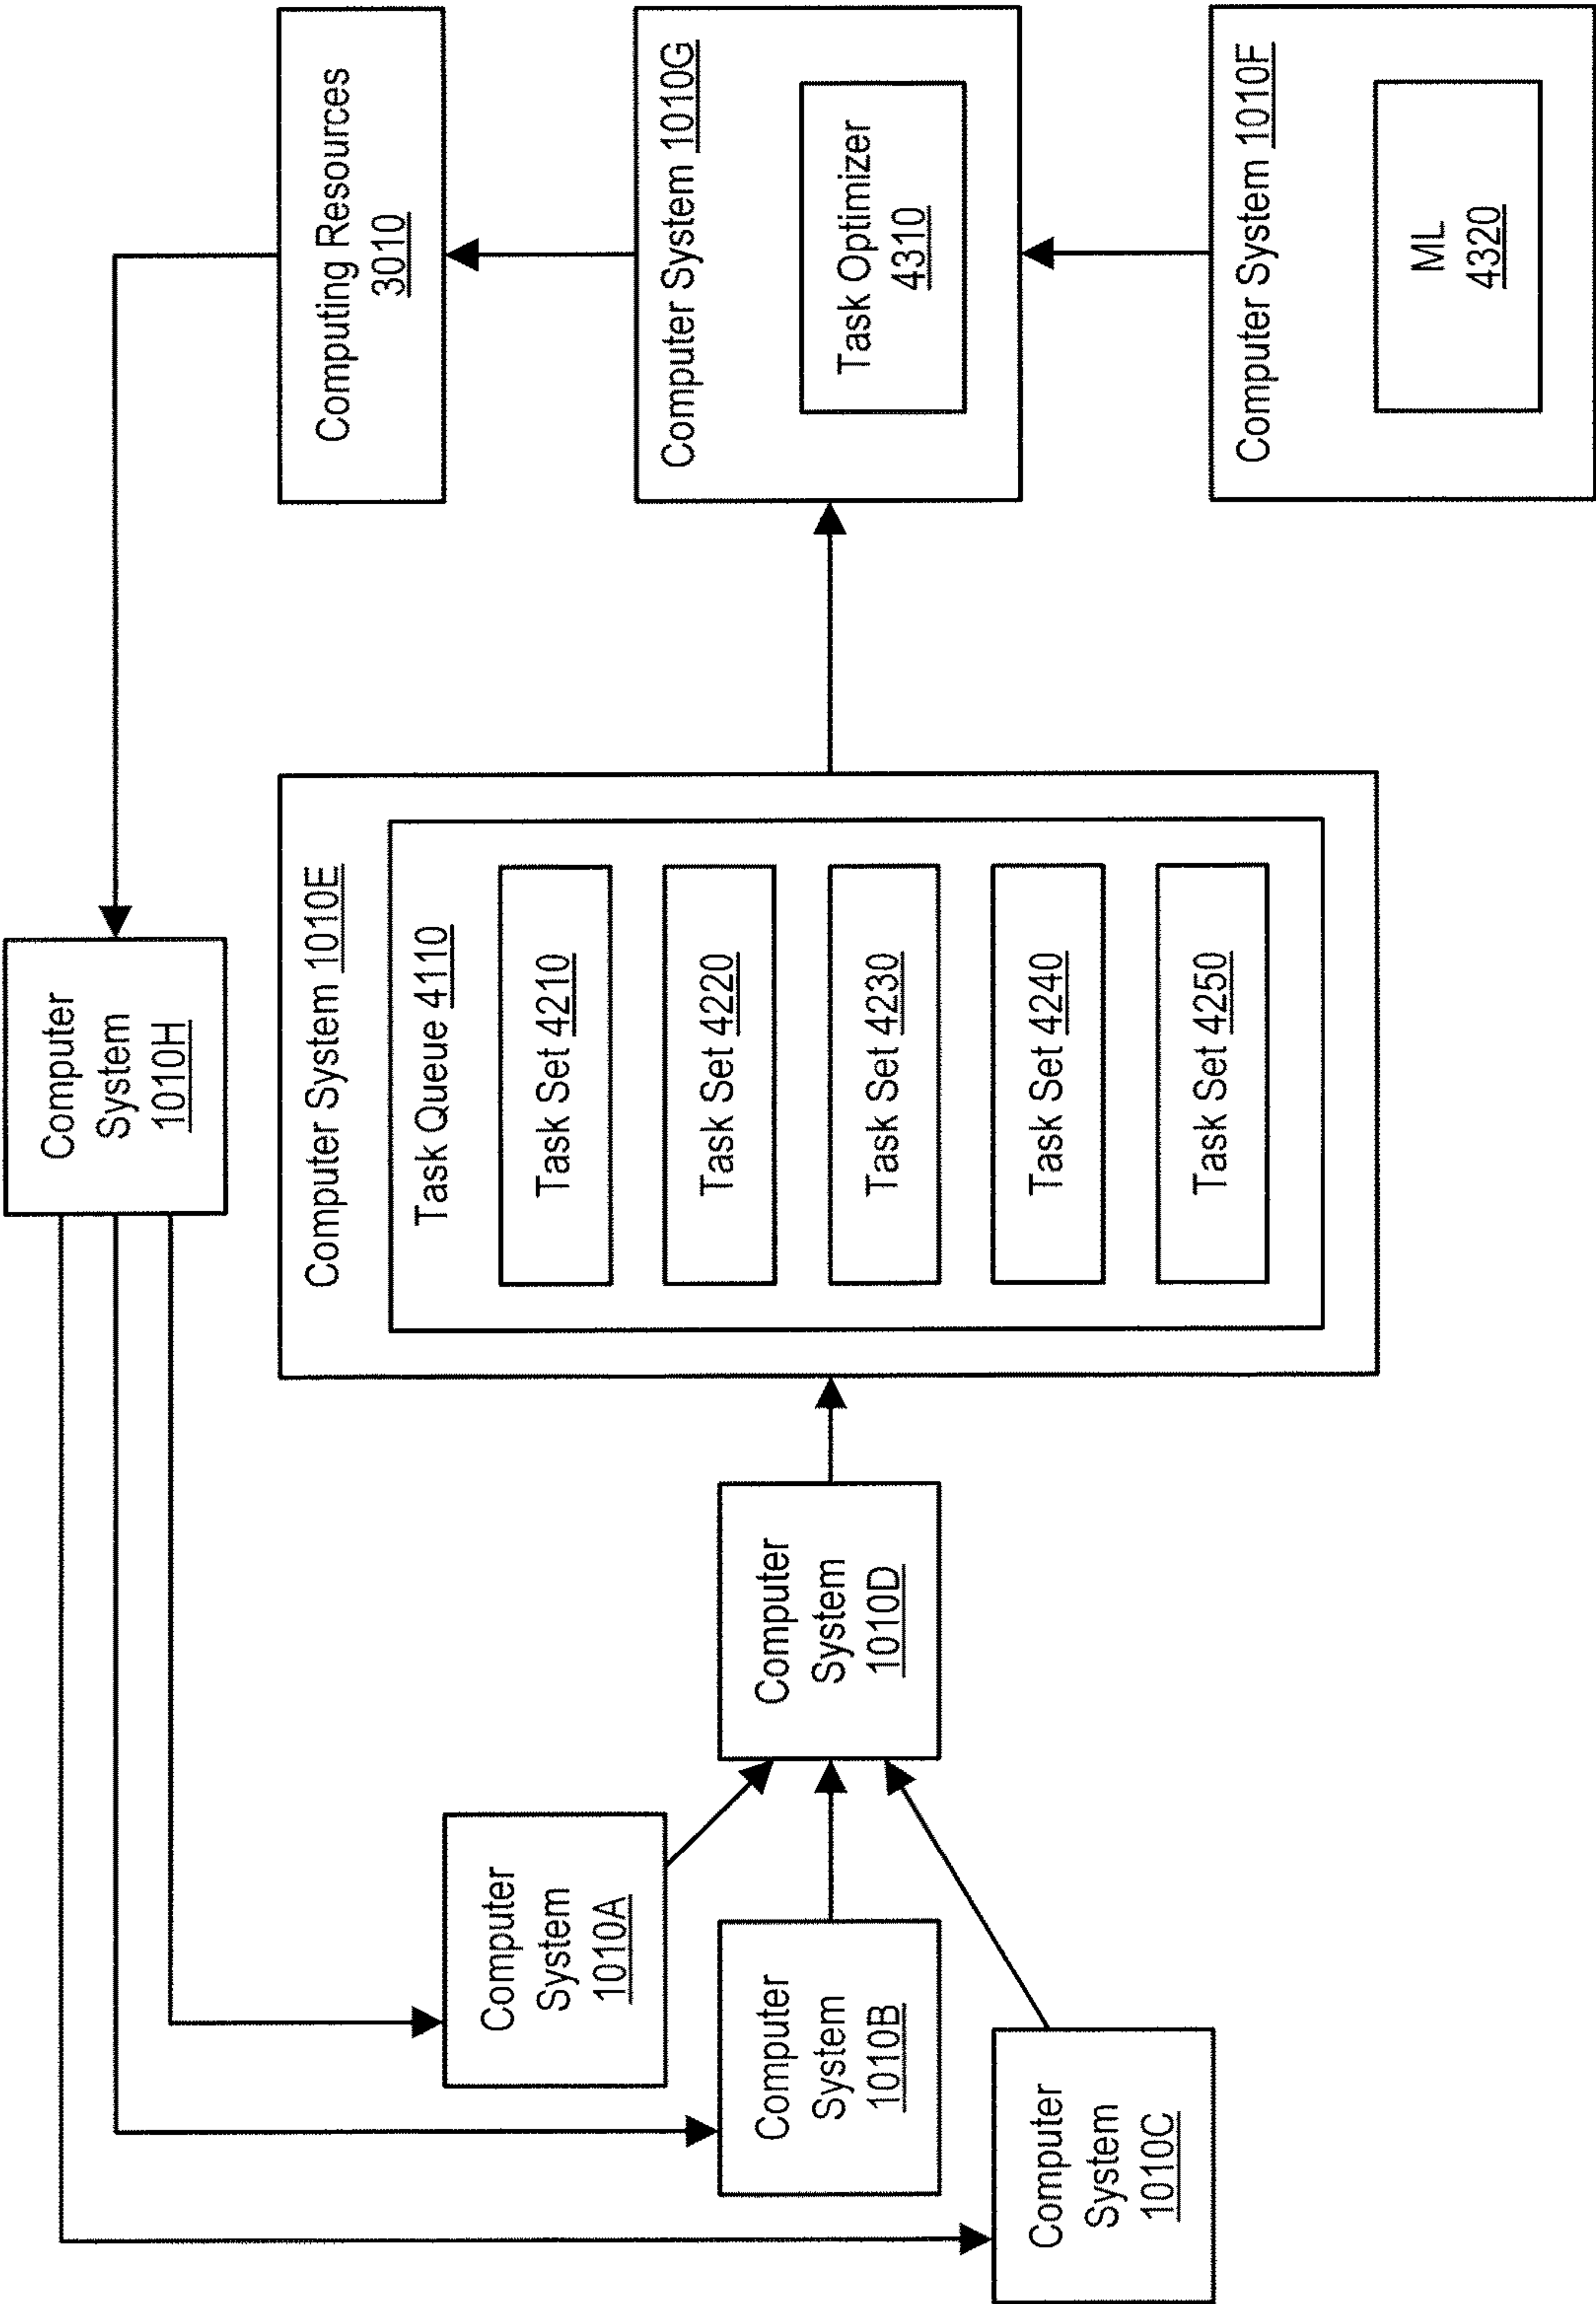 Computer
System
1010H
Computing Resources
3010
Computer System 1010E
Task Queue 4110
Task Set 4210
Task Set 4220
Task Set 4230
Task Set 4240
Task Set 4250
Computer System 1010G
Task Optimizer
4310
Computer System 1010F
ML
4320
Computer
System
1010A
Computer
System
1010B
Computer
System
1010C
Computer
System
1010D